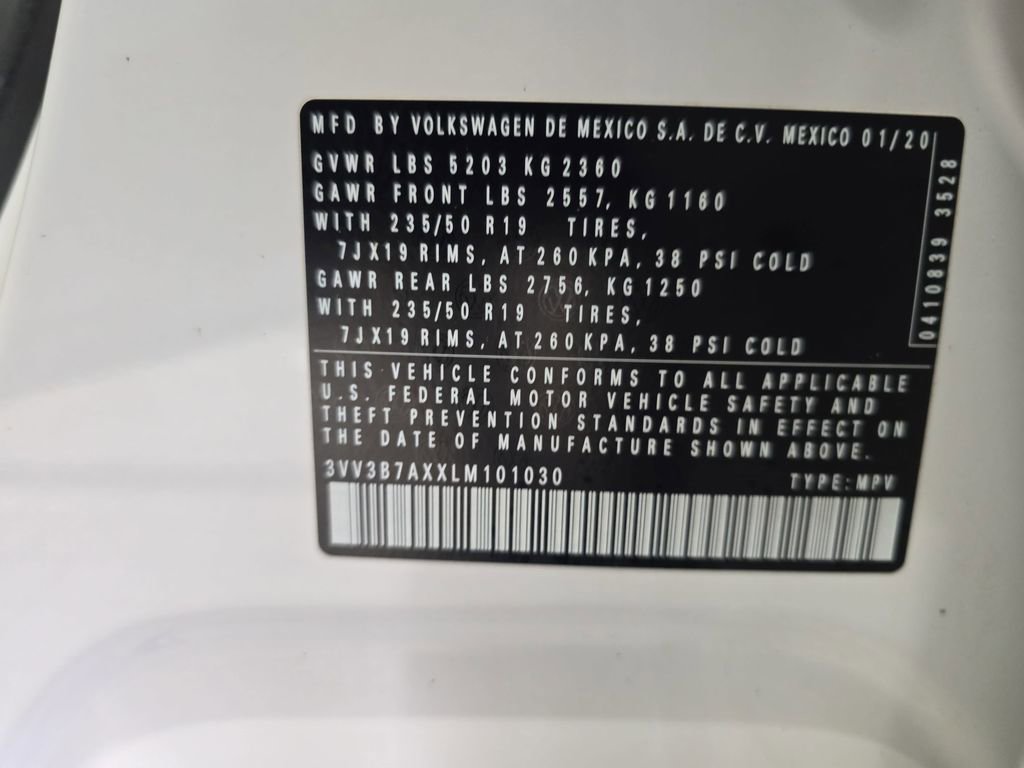 MFD BY VOLKSWAGEN DE MEXICO S.A. DE C.V. MEXICO 01/20
GVWR LBS 5203 KG 2360
GAWR FRONT LBS 2557, KG 1160
WITH 235/50 R19 TIRES,
7JX19 RIMS, AT 260 KPA, 38 PSI COLD
GAWR REAR LBS 2756, KG 1250
WITH 235/50 R19 TIRES,
7JX19 RIMS, AT 260 KPA, 38 PSI COLD
0410839 3528
THIS VEHICLE CONFORMS TO ALL APPLICABLE
U.S. FEDERAL MOTOR VEHICLE SAFETY AND
THEFT PREVENTION STANDARDS IN EFFECT ON
THE DATE OF MANUFACTURE SHOWN ABOVE.
3VV3B7AXXLM101030 TYPE: MPV